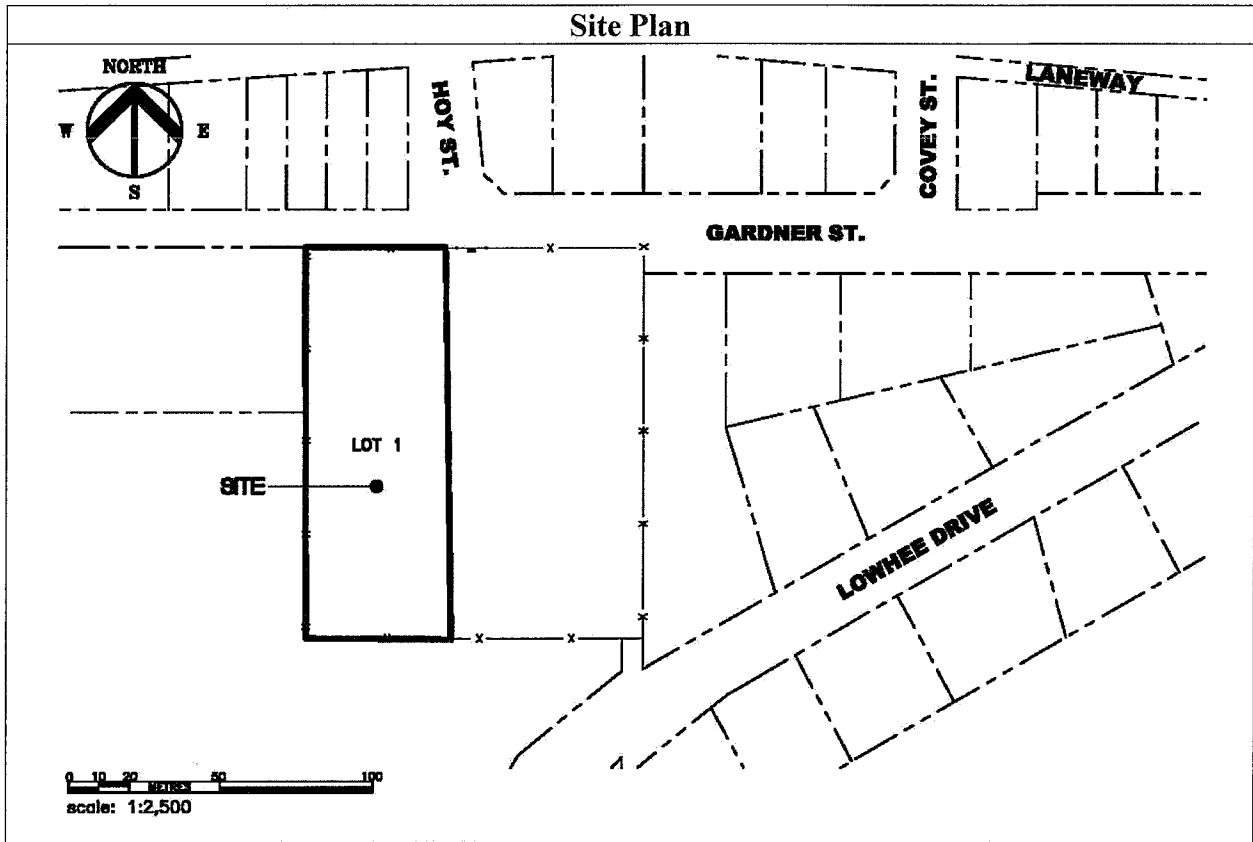 Site Plan
NORTH
W E
S
HOY ST.
COVEY ST.
LANEWAY
GARDNER ST.
LOT 1
SITE
LOWHEE DRIVE
0 10 20 50 100
METRES
scale: 1:2,500